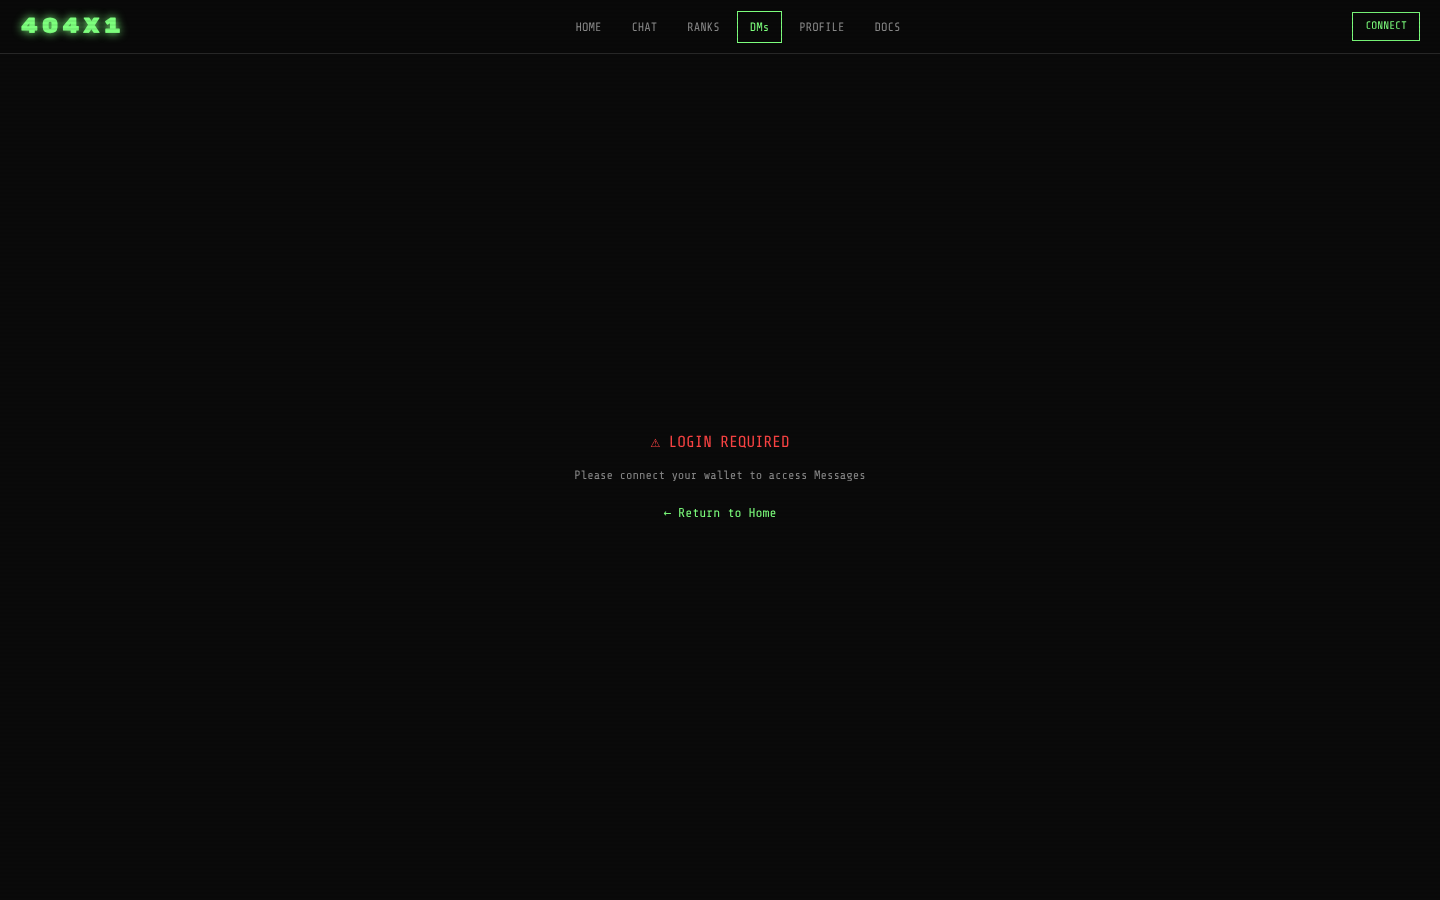 404X1
HOME CHAT RANKS DMs PROFILE DOCS
CONNECT
⚠ LOGIN REQUIRED
Please connect your wallet to access Messages
← Return to Home